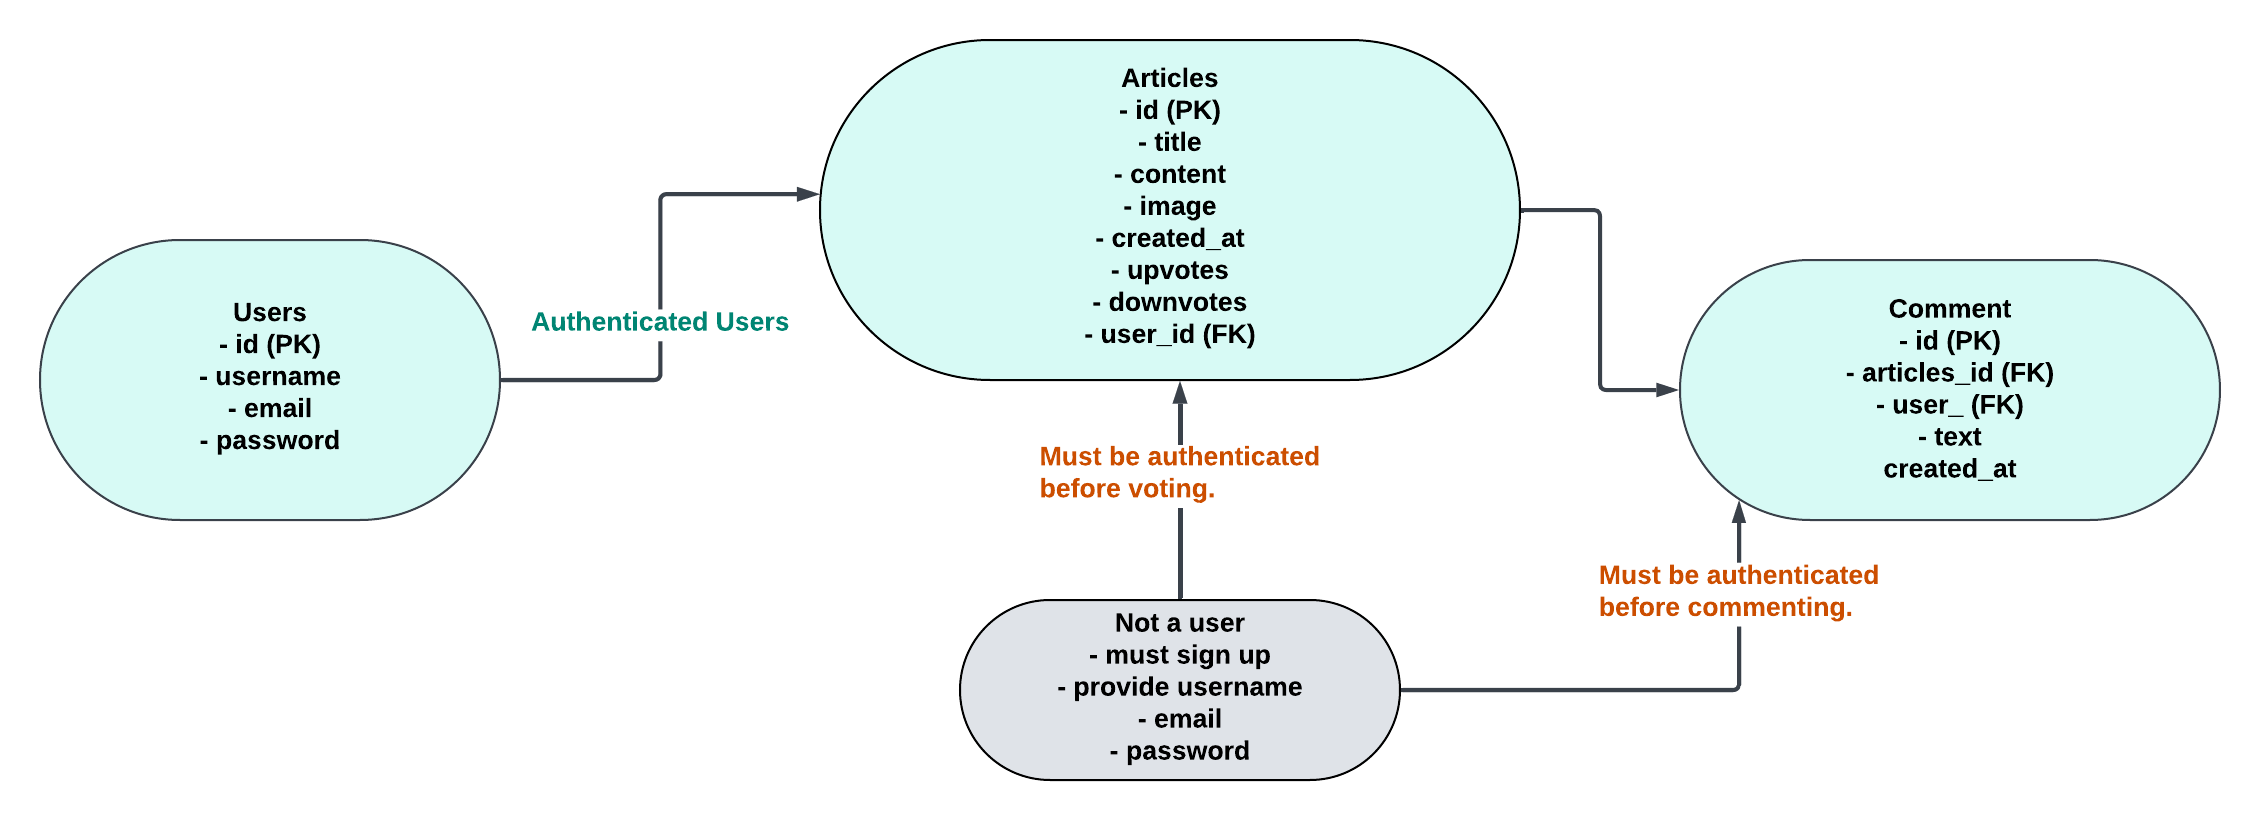 Users
- id (PK)
- username
- email
- password
Authenticated Users
Articles
- id (PK)
- title
- content
- image
- created_at
- upvotes
- downvotes
- user_id (FK)
Must be authenticated
before voting.
Not a user
- must sign up
- provide username
- email
- password
Comment
- id (PK)
- articles_id (FK)
- user_ (FK)
- text
created_at
Must be authenticated
before commenting.